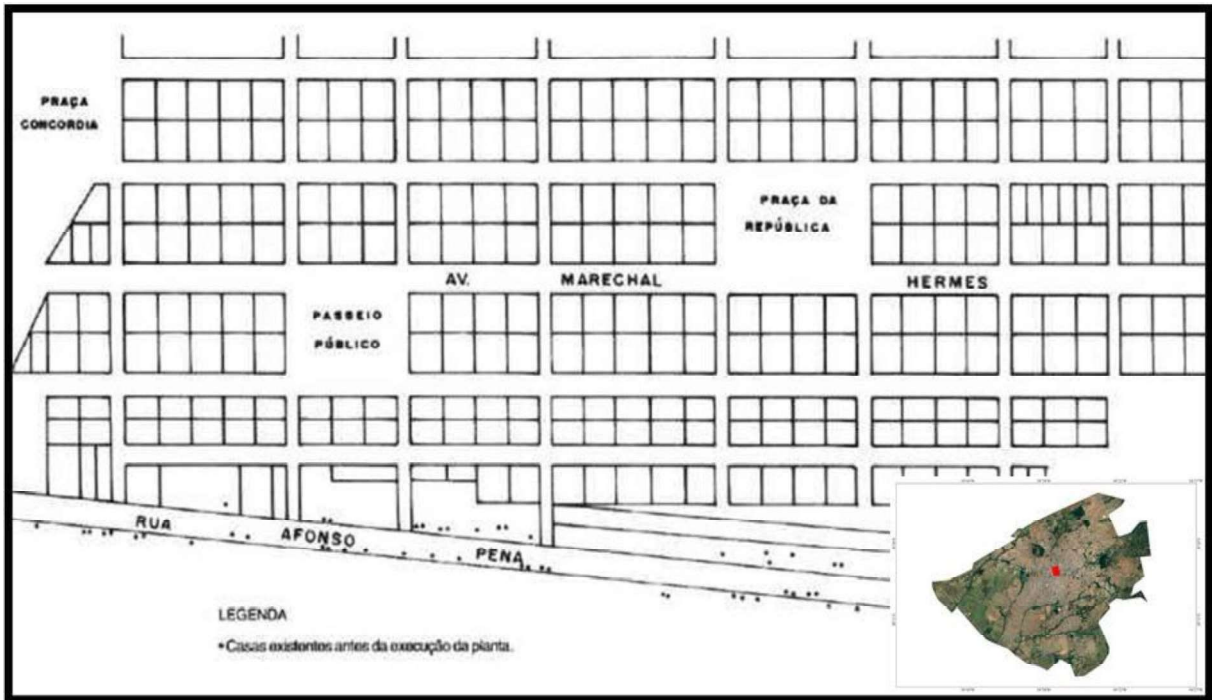 PRAÇA
CONCORDIA
PRAÇA DA
REPÚBLICA
AV. MARECHAL HERMES
PASSEIO
PÚBLICO
RUA AFONSO PENA
LEGENDA
•Casas existentes antes da execução da planta.